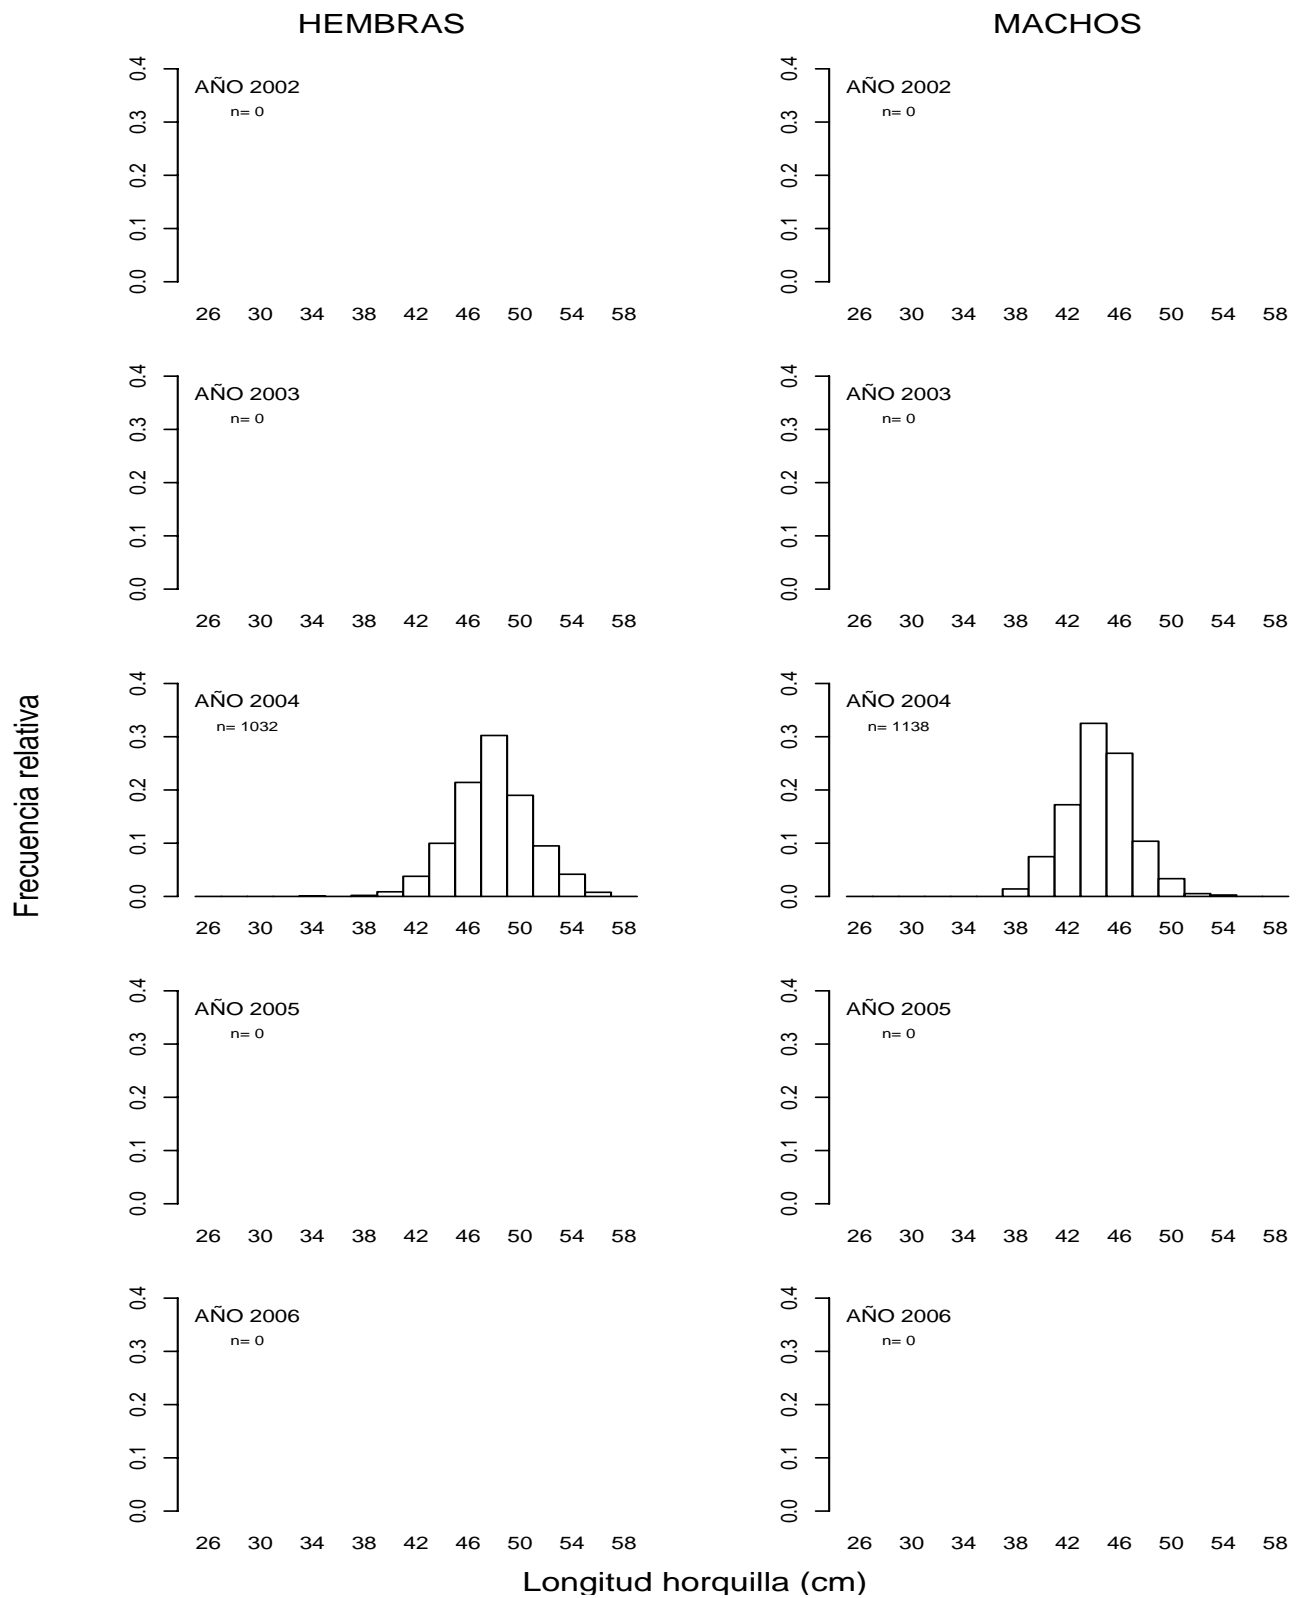 HEMBRAS
MACHOS
0.0 0.1 0.2 0.3 0.4
AÑO 2002
n= 0
26 30 34 38 42 46 50 54 58
0.0 0.1 0.2 0.3 0.4
AÑO 2002
n= 0
26 30 34 38 42 46 50 54 58
0.0 0.1 0.2 0.3 0.4
AÑO 2003
n= 0
26 30 34 38 42 46 50 54 58
0.0 0.1 0.2 0.3 0.4
AÑO 2003
n= 0
26 30 34 38 42 46 50 54 58
Frecuencia relativa
0.0 0.1 0.2 0.3 0.4
AÑO 2004
n= 1032
26 30 34 38 42 46 50 54 58
0.0 0.1 0.2 0.3 0.4
AÑO 2004
n= 1138
26 30 34 38 42 46 50 54 58
0.0 0.1 0.2 0.3 0.4
AÑO 2005
n= 0
26 30 34 38 42 46 50 54 58
0.0 0.1 0.2 0.3 0.4
AÑO 2005
n= 0
26 30 34 38 42 46 50 54 58
0.0 0.1 0.2 0.3 0.4
AÑO 2006
n= 0
26 30 34 38 42 46 50 54 58
0.0 0.1 0.2 0.3 0.4
AÑO 2006
n= 0
26 30 34 38 42 46 50 54 58
Longitud horquilla (cm)